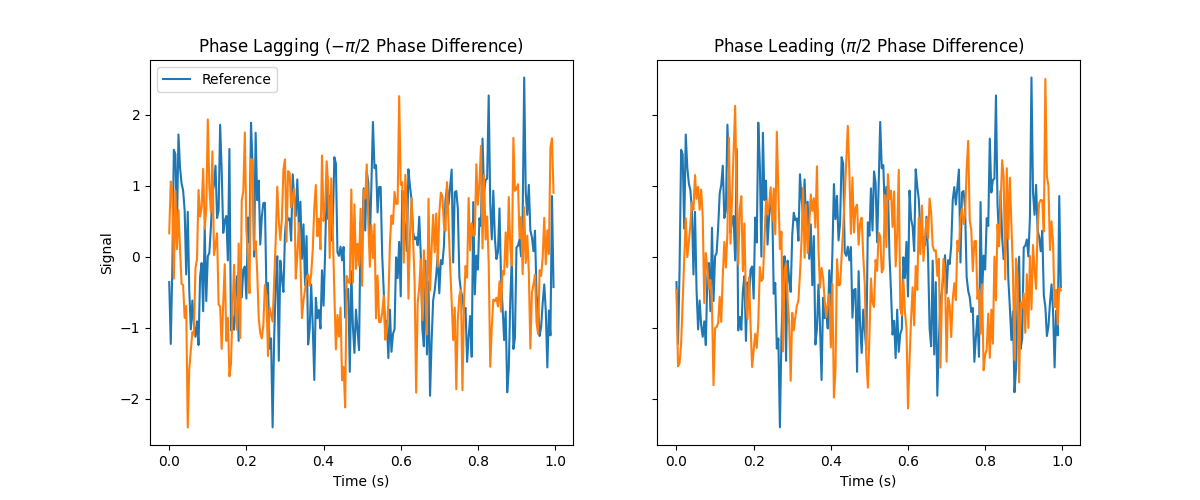 Phase Lagging (−π/2 Phase Difference)
Phase Leading (π/2 Phase Difference)
Reference
Signal
2
1
0
−1
−2
0.0 0.2 0.4 0.6 0.8 1.0
0.0 0.2 0.4 0.6 0.8 1.0
Time (s)
Time (s)